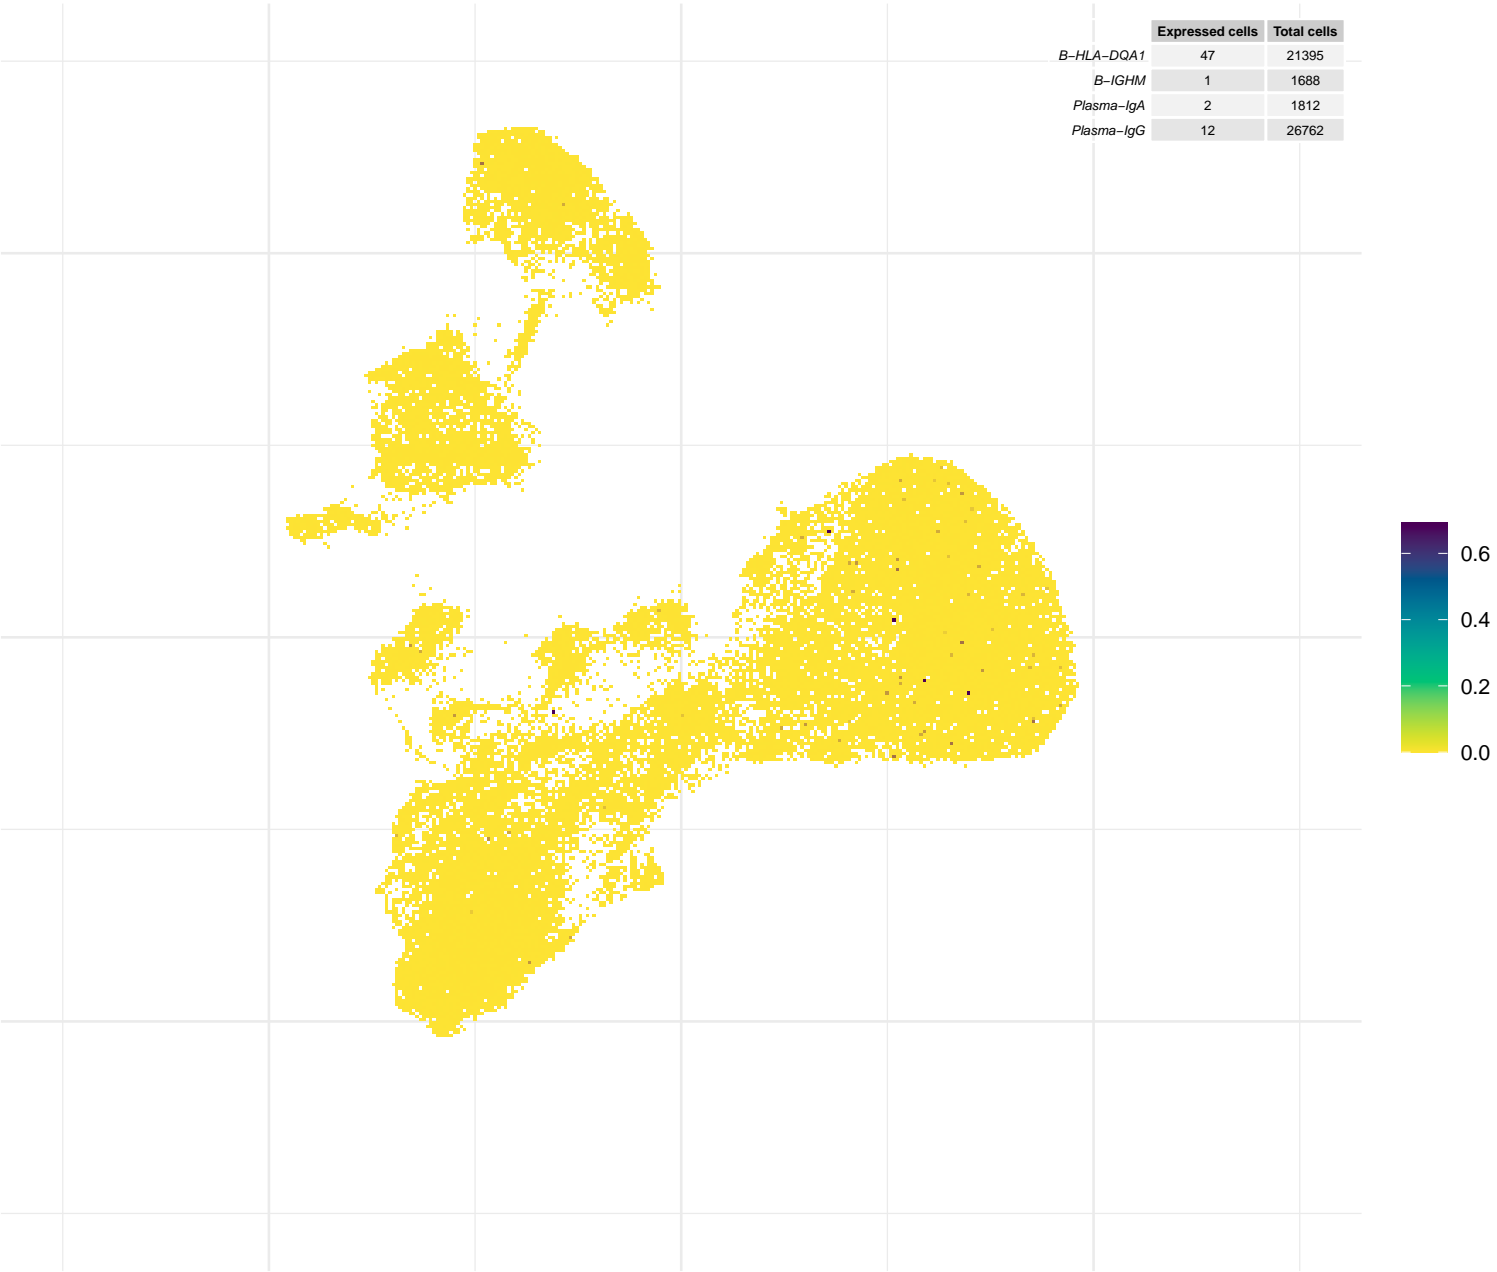 Expressed cells Total cells
B−HLA−DQA1 47 21395
B−IGHM 1 1688
Plasma−IgA 2 1812
Plasma−IgG 12 26762
0.6
0.4
0.2
0.0